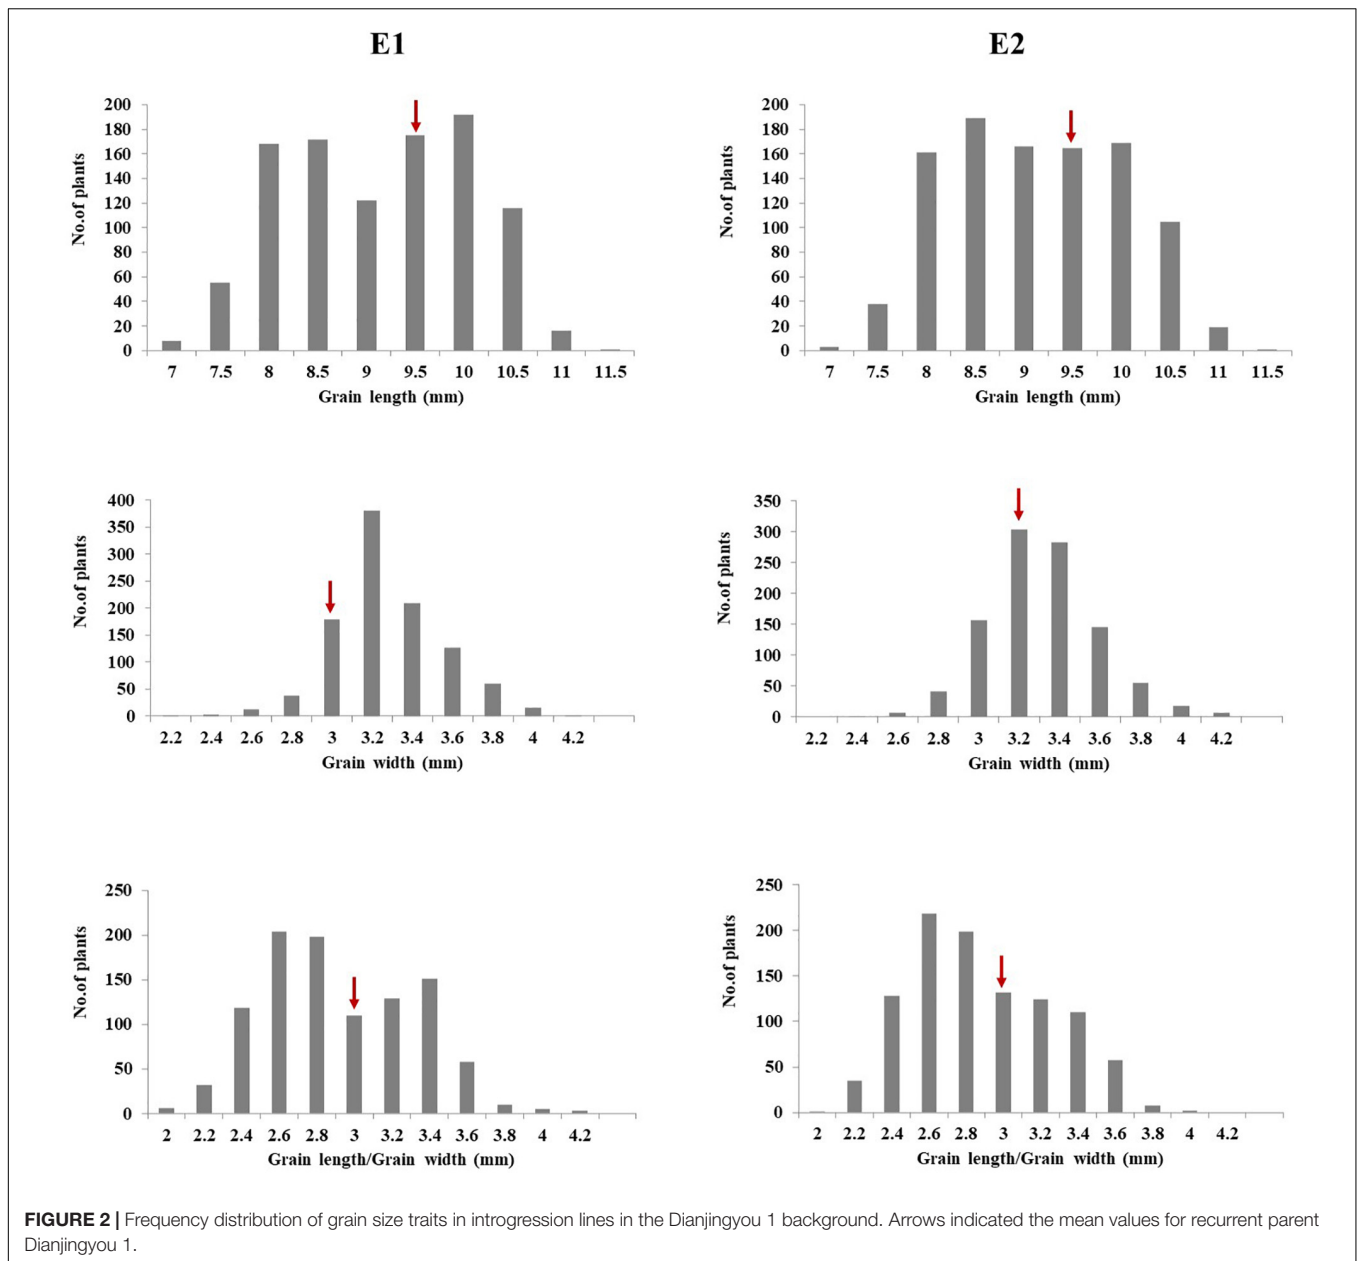 E1
E2
200
180
160
140
120
100
80
60
40
20
0
No.of plants
7 7.5 8 8.5 9 9.5 10 10.5 11 11.5
Grain length (mm)
200
180
160
140
120
100
80
60
40
20
0
No.of plants
7 7.5 8 8.5 9 9.5 10 10.5 11 11.5
Grain length (mm)
400
350
300
250
200
150
100
50
0
No.of plants
2.2 2.4 2.6 2.8 3 3.2 3.4 3.6 3.8 4 4.2
Grain width (mm)
350
300
250
200
150
100
50
0
No.of plants
2.2 2.4 2.6 2.8 3 3.2 3.4 3.6 3.8 4 4.2
Grain width (mm)
250
200
150
100
50
0
No.of plants
2 2.2 2.4 2.6 2.8 3 3.2 3.4 3.6 3.8 4 4.2
Grain length/Grain width (mm)
250
200
150
100
50
0
No.of plants
2 2.2 2.4 2.6 2.8 3 3.2 3.4 3.6 3.8 4 4.2
Grain length/Grain width (mm)
FIGURE 2 | Frequency distribution of grain size traits in introgression lines in the Dianjingyou 1 background. Arrows indicated the mean values for recurrent parent
Dianjingyou 1.